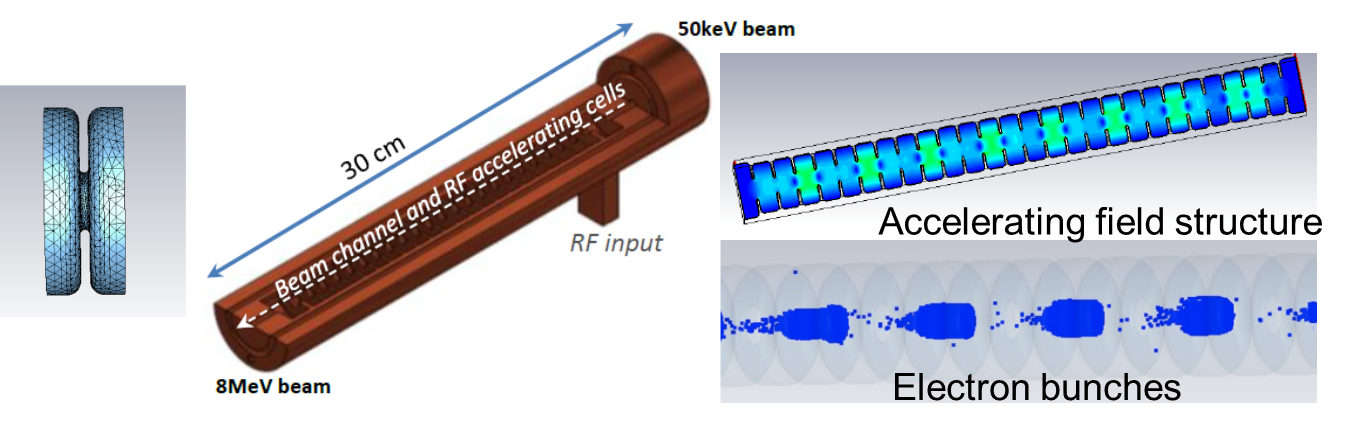 50keV beam
30 cm
Beam channel and RF accelerating cells
RF input
8MeV beam
Accelerating field structure
Electron bunches